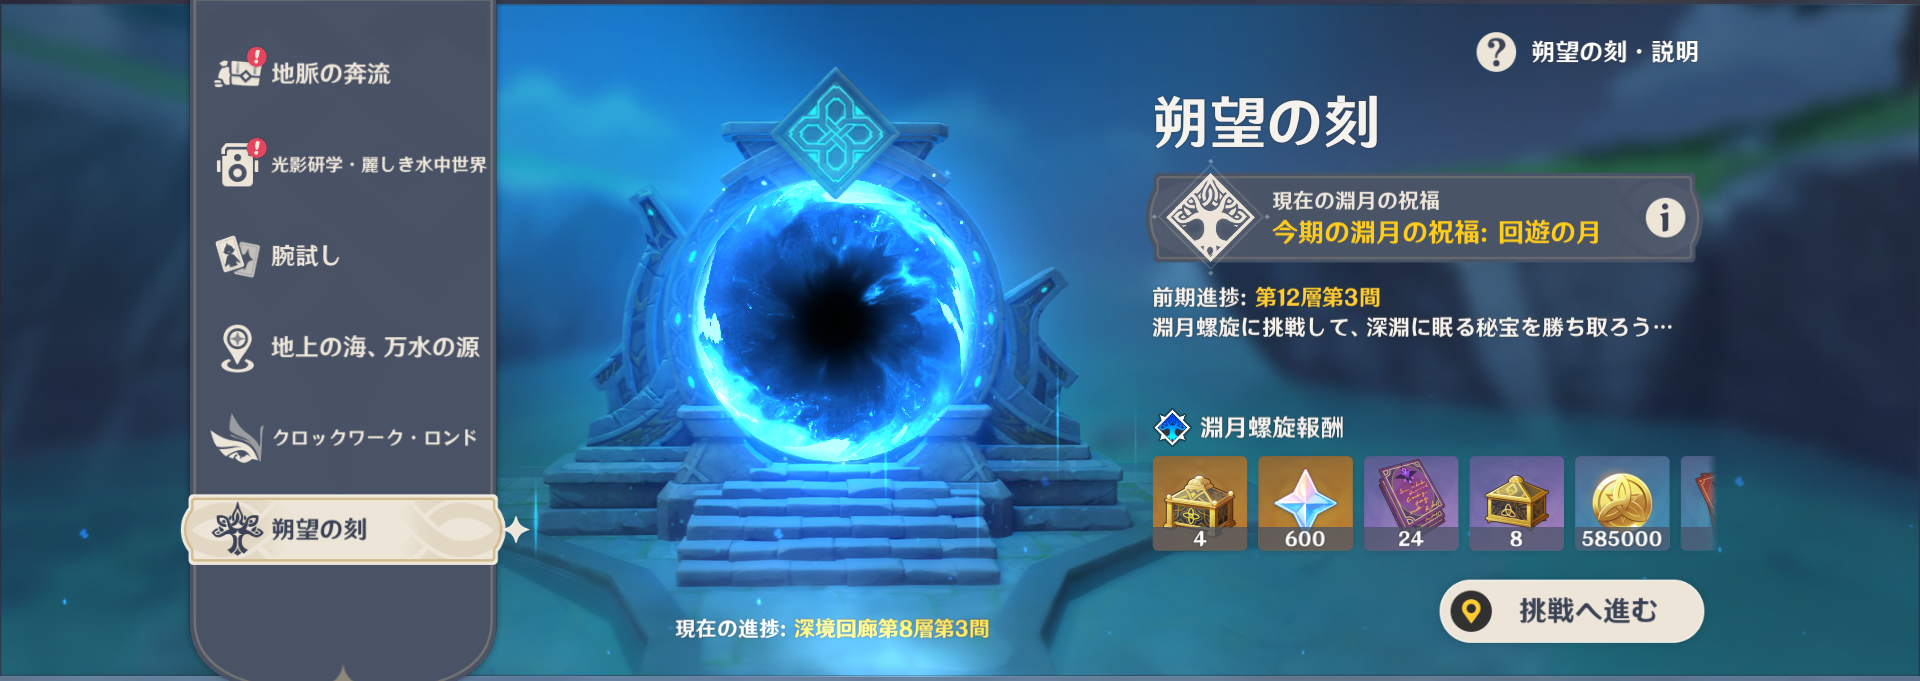 地脈の奔流
光影研学・麗しき水中世界
腕試し
地上の海、万水の源
クロックワーク・ロンド
朔望の刻
現在の進捗: 深境回廊第8層第3間
朔望の刻・説明
朔望の刻
現在の淵月の祝福
今期の淵月の祝福: 回遊の月
前期進捗: 第12層第3間
淵月螺旋に挑戦して、深淵に眠る秘宝を勝ち取ろう…
淵月螺旋報酬
4 600 24 8 585000
挑戦へ進む